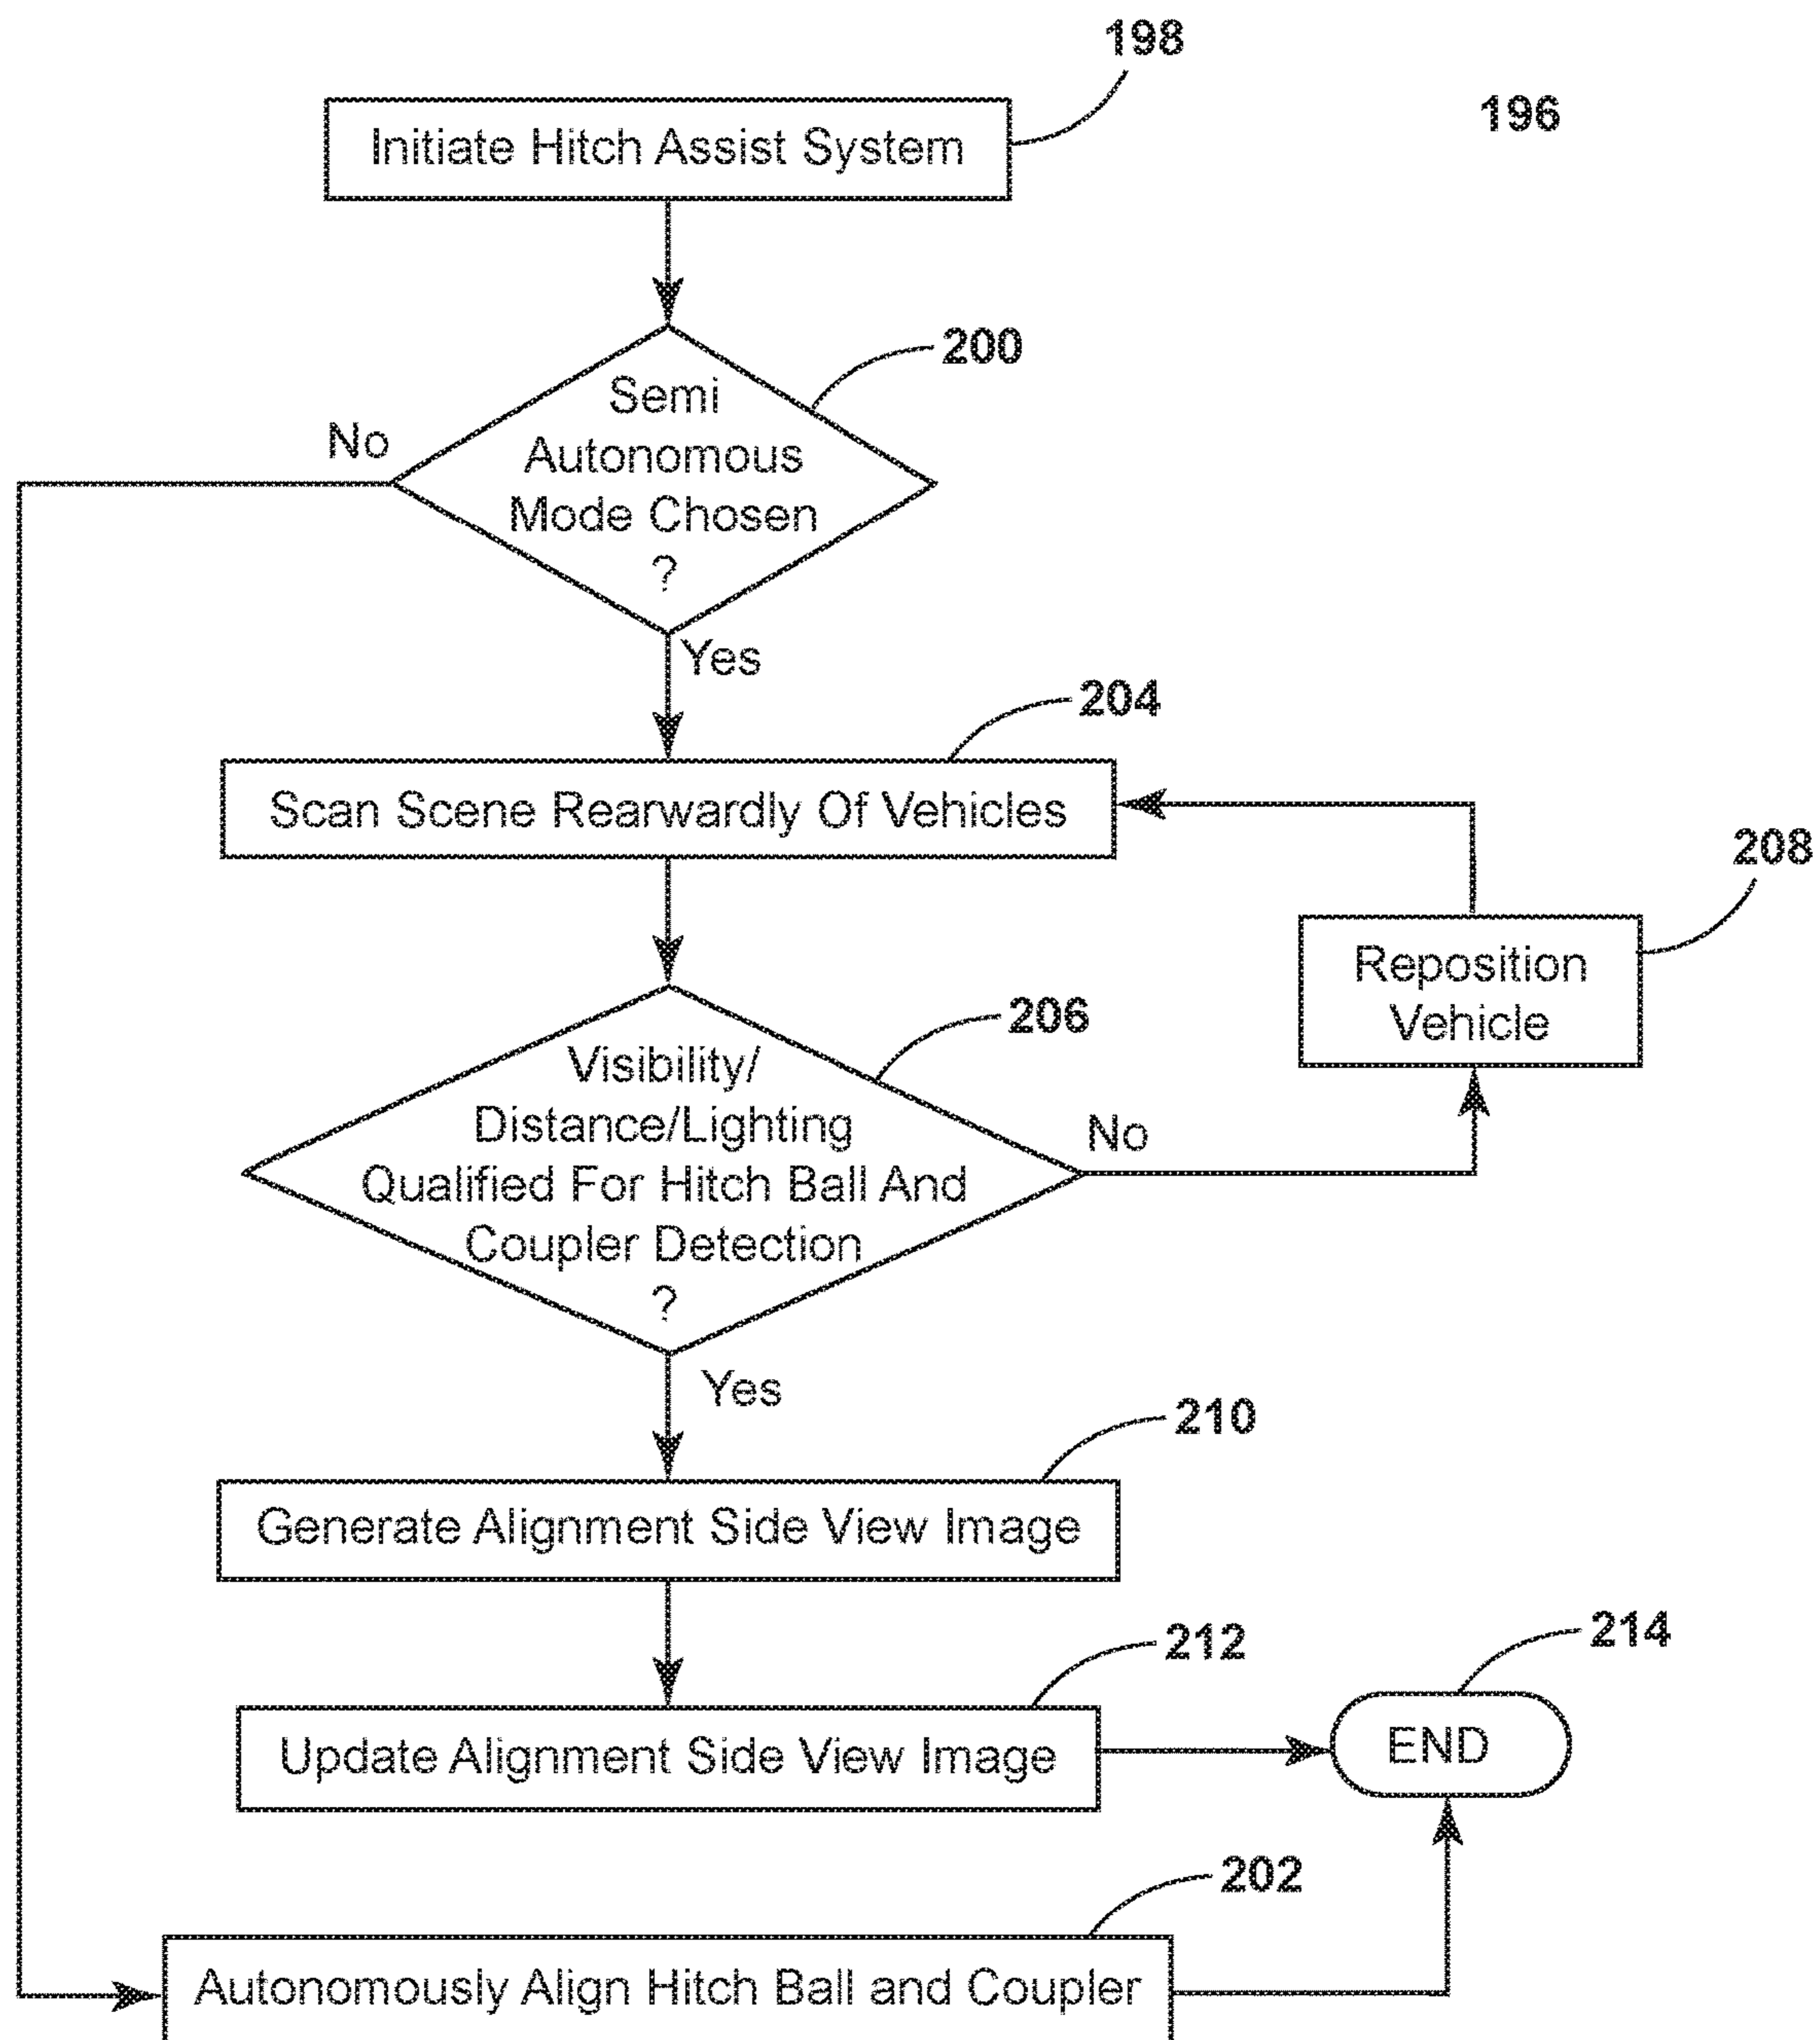 198
196
Initiate Hitch Assist System
200
Semi
Autonomous
Mode Chosen
?
No
Yes
204
Scan Scene Rearwardly Of Vehicles
208
Reposition
Vehicle
206
Visibility/
Distance/Lighting
Qualified For Hitch Ball And
Coupler Detection
?
No
Yes
210
Generate Alignment Side View Image
212
214
Update Alignment Side View Image
END
202
Autonomously Align Hitch Ball and Coupler